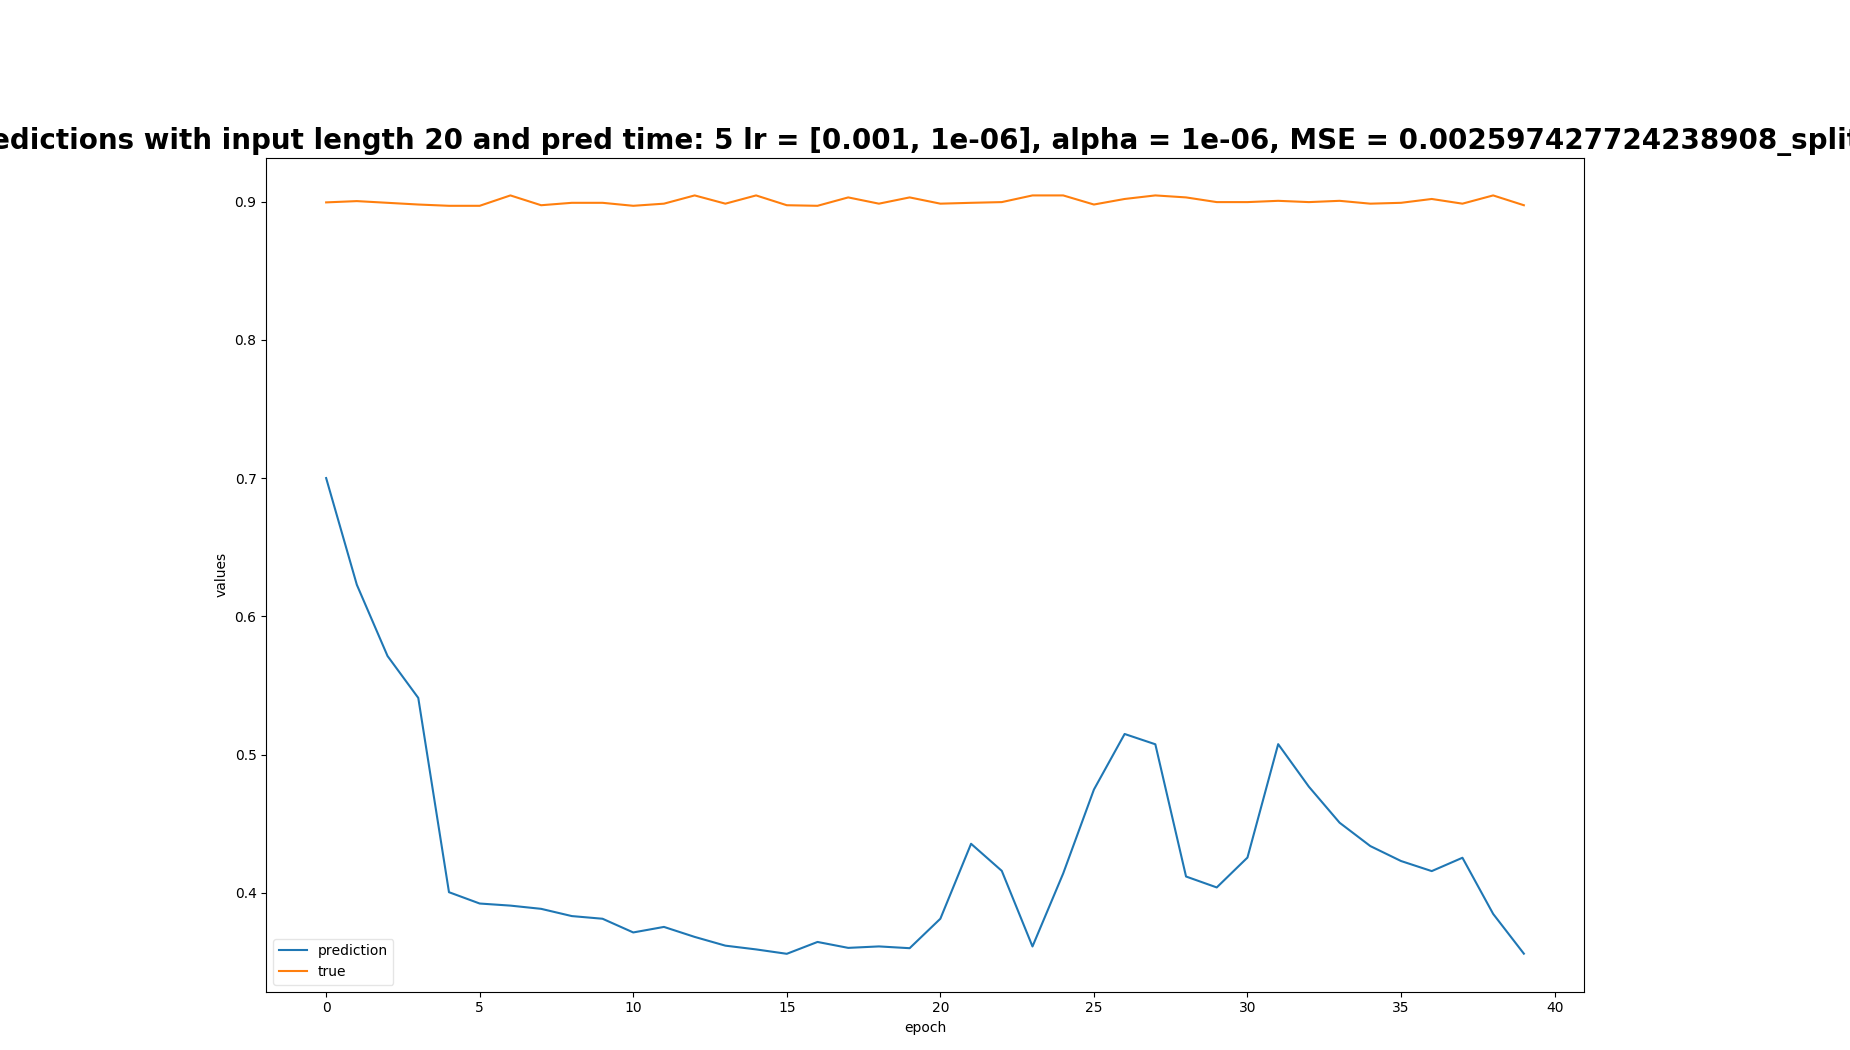 edictions with input length 20 and pred time: 5 lr = [0.001, 1e-06], alpha = 1e-06, MSE = 0.002597427724238908_split
0.9
0.8
0.7
0.6
0.5
0.4
values
prediction
true
0 5 10 15 20 25 30 35 40
epoch